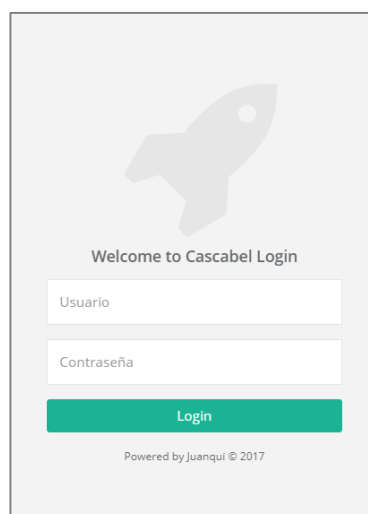 Welcome to Cascabel Login
Usuario
Contraseña
Login
Powered by Juanqui © 2017